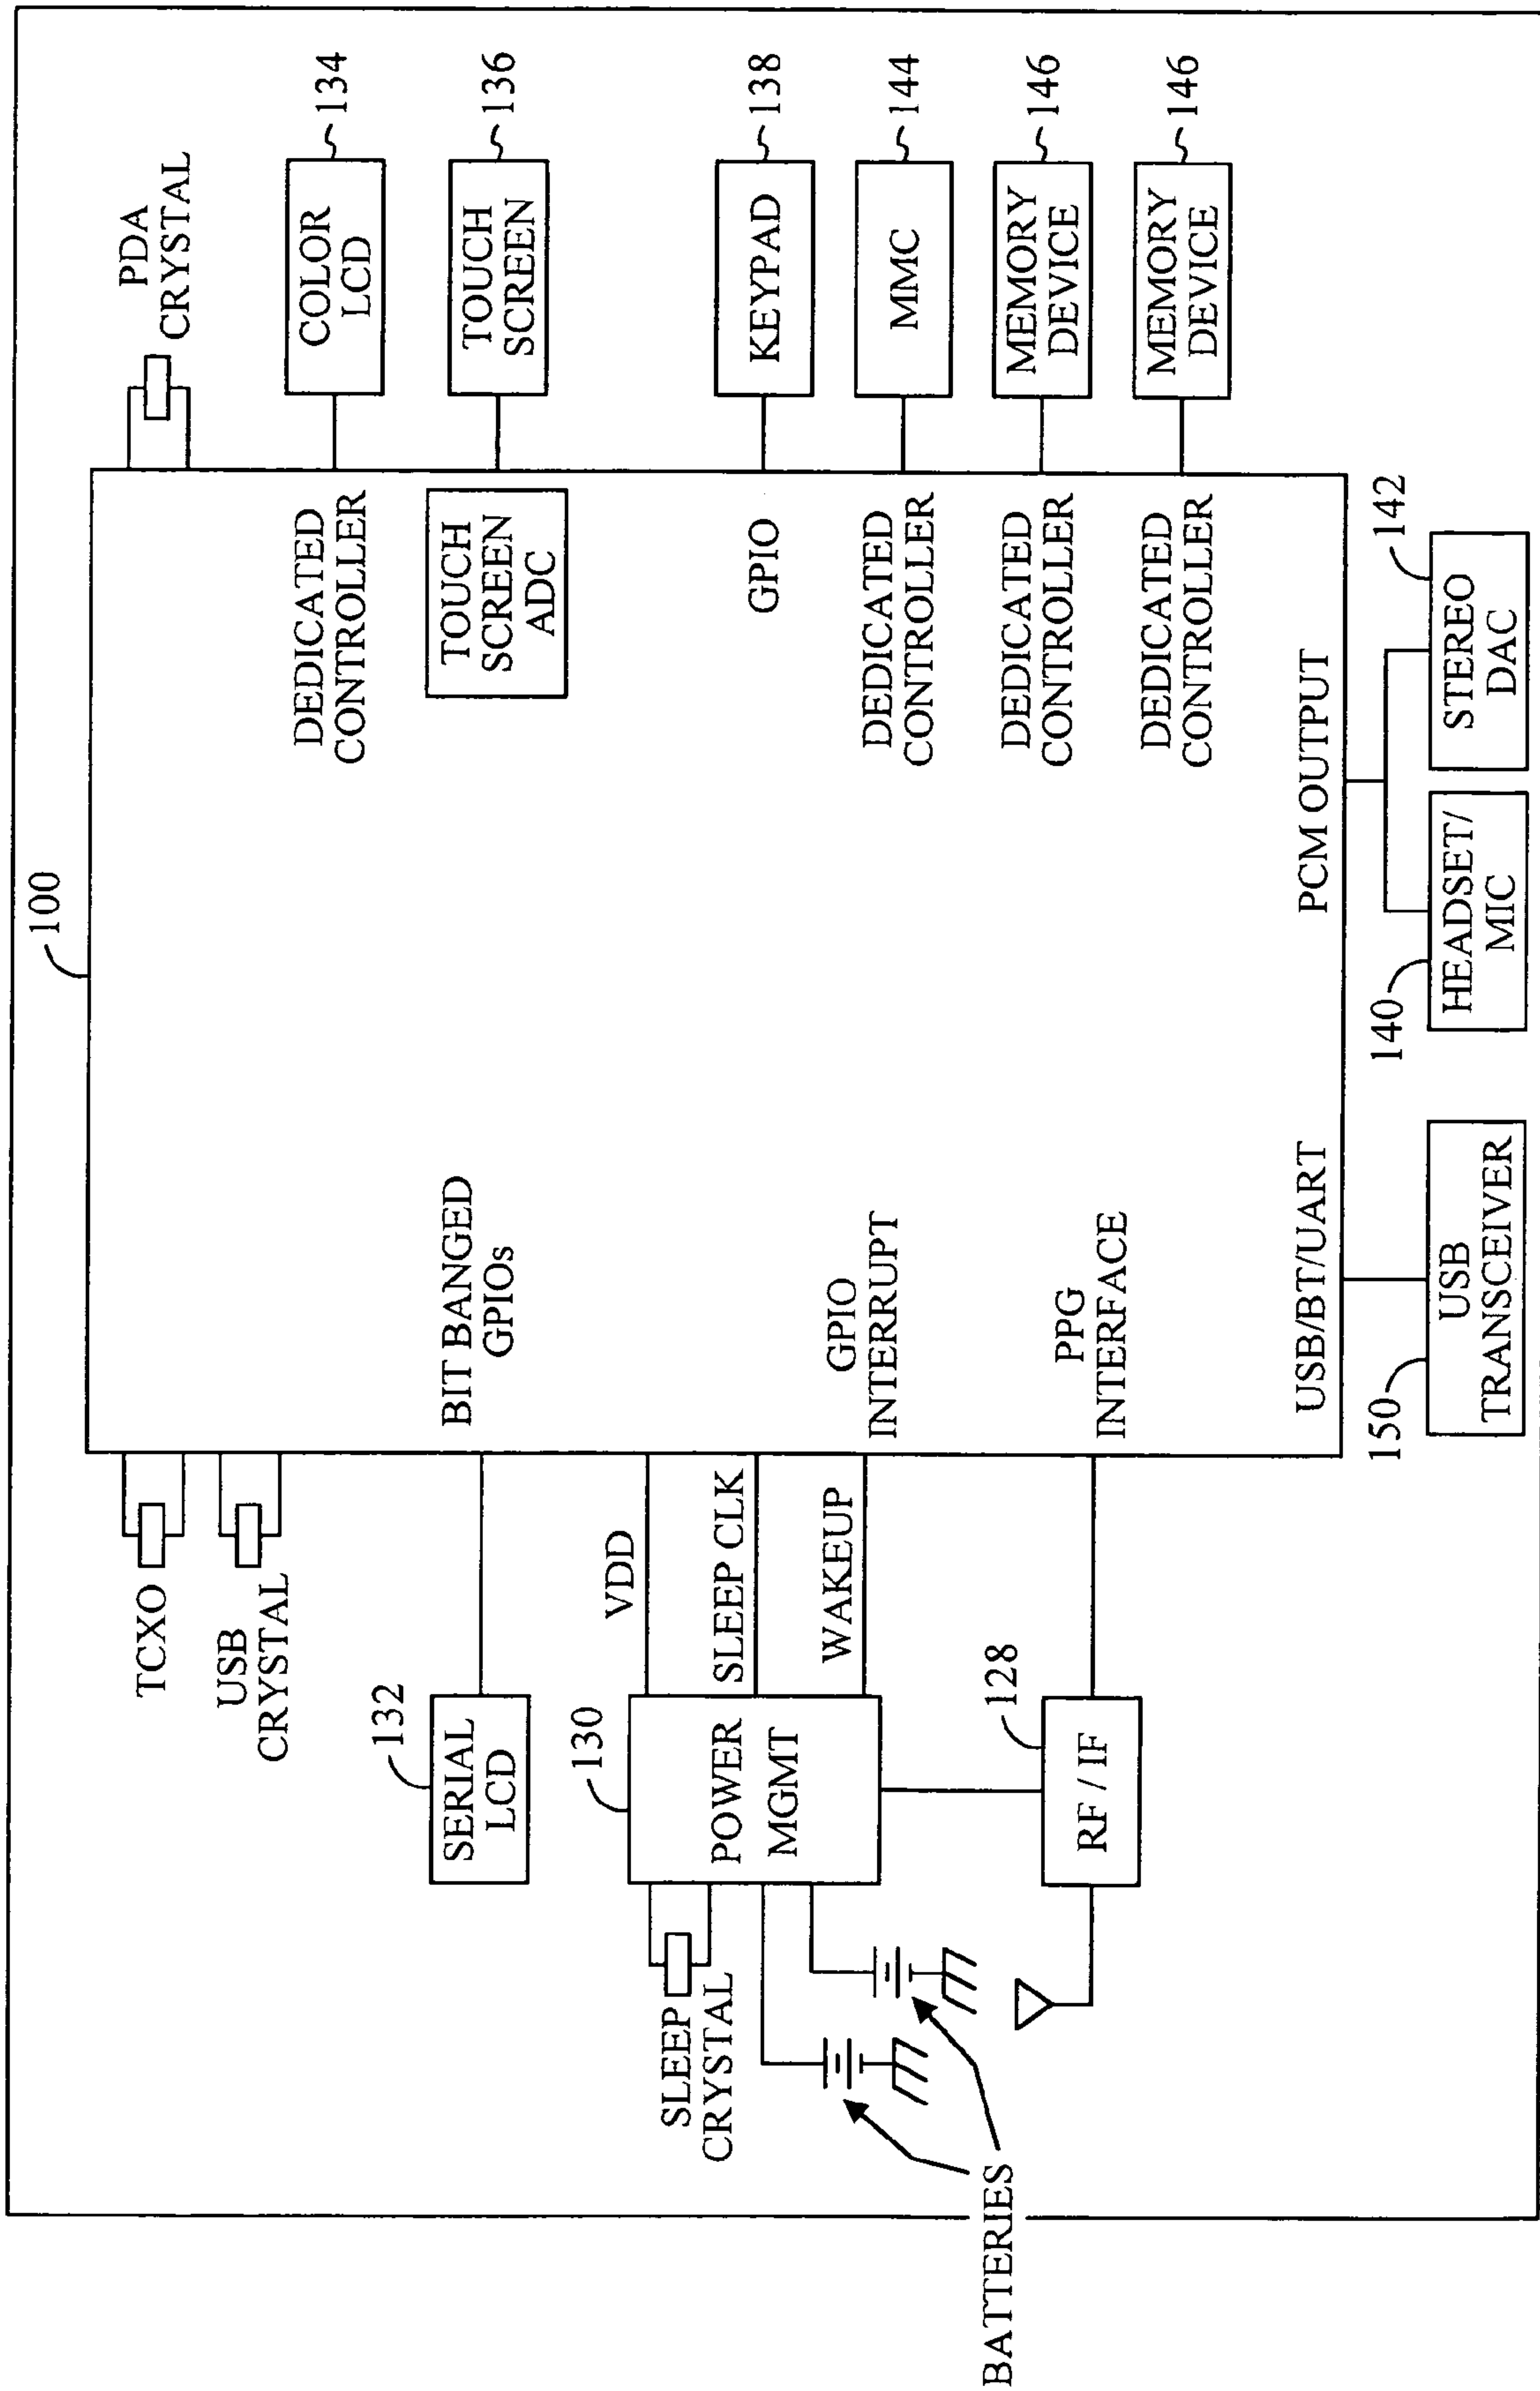 100
TCXO
USB
CRYSTAL
PDA
CRYSTAL
132
SERIAL
LCD
BIT BANGED
GPIOs
DEDICATED
CONTROLLER
COLOR
LCD
134
TOUCH
SCREEN
ADC
TOUCH
SCREEN
136
130
POWER
MGMT
VDD
SLEEP CLK
WAKEUP
SLEEP
CRYSTAL
BATTERIES
GPIO
INTERRUPT
GPIO
KEYPAD
138
DEDICATED
CONTROLLER
MMC
144
128
RF / IF
PPG
INTERFACE
DEDICATED
CONTROLLER
MEMORY
DEVICE
146
DEDICATED
CONTROLLER
MEMORY
DEVICE
146
USB/BT/UART
PCM OUTPUT
150
USB
TRANSCEIVER
140
HEADSET/
MIC
142
STEREO
DAC